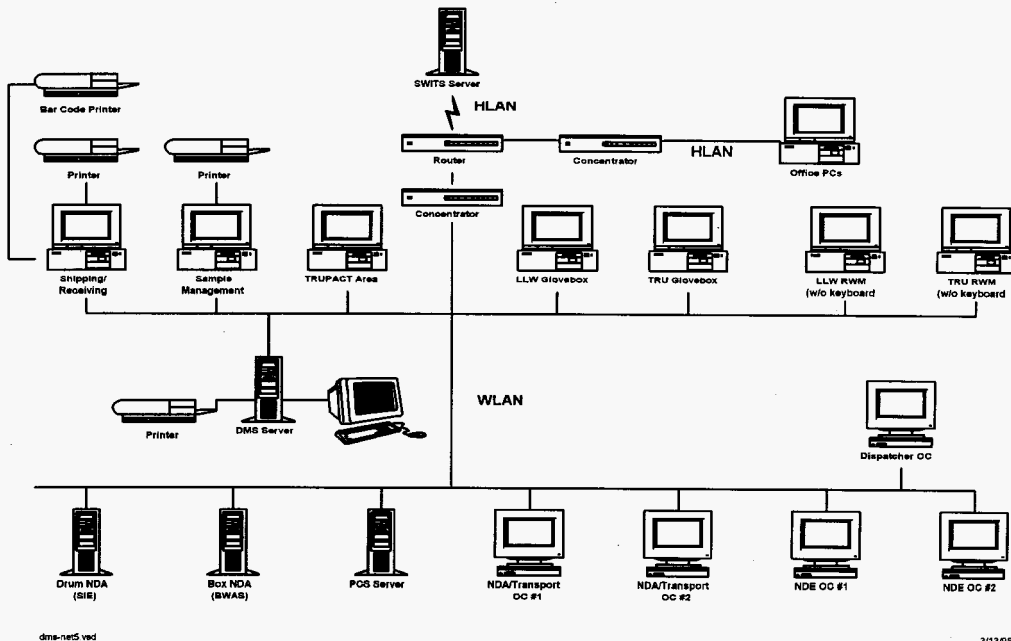 SWITS Server
HLAN
Bar Code Printer
Printer
Printer
Router
Concentrator
HLAN
Office PCs
Concentrator
Shipping/
Receiving
Sample
Management
TRUPACT Area
LLW Glovebox
TRU Glovebox
LLW RWM
(w/o keyboard
TRU RWM
(w/o keyboard
WLAN
Printer
DMS Server
Dispatcher OC
Drum NDA
(SIE)
Box NDA
(BWAS)
PCS Server
NDA/Transport
OC #1
NDA/Transport
OC #2
NDE OC #1
NDE OC #2
dms-net5.vsd